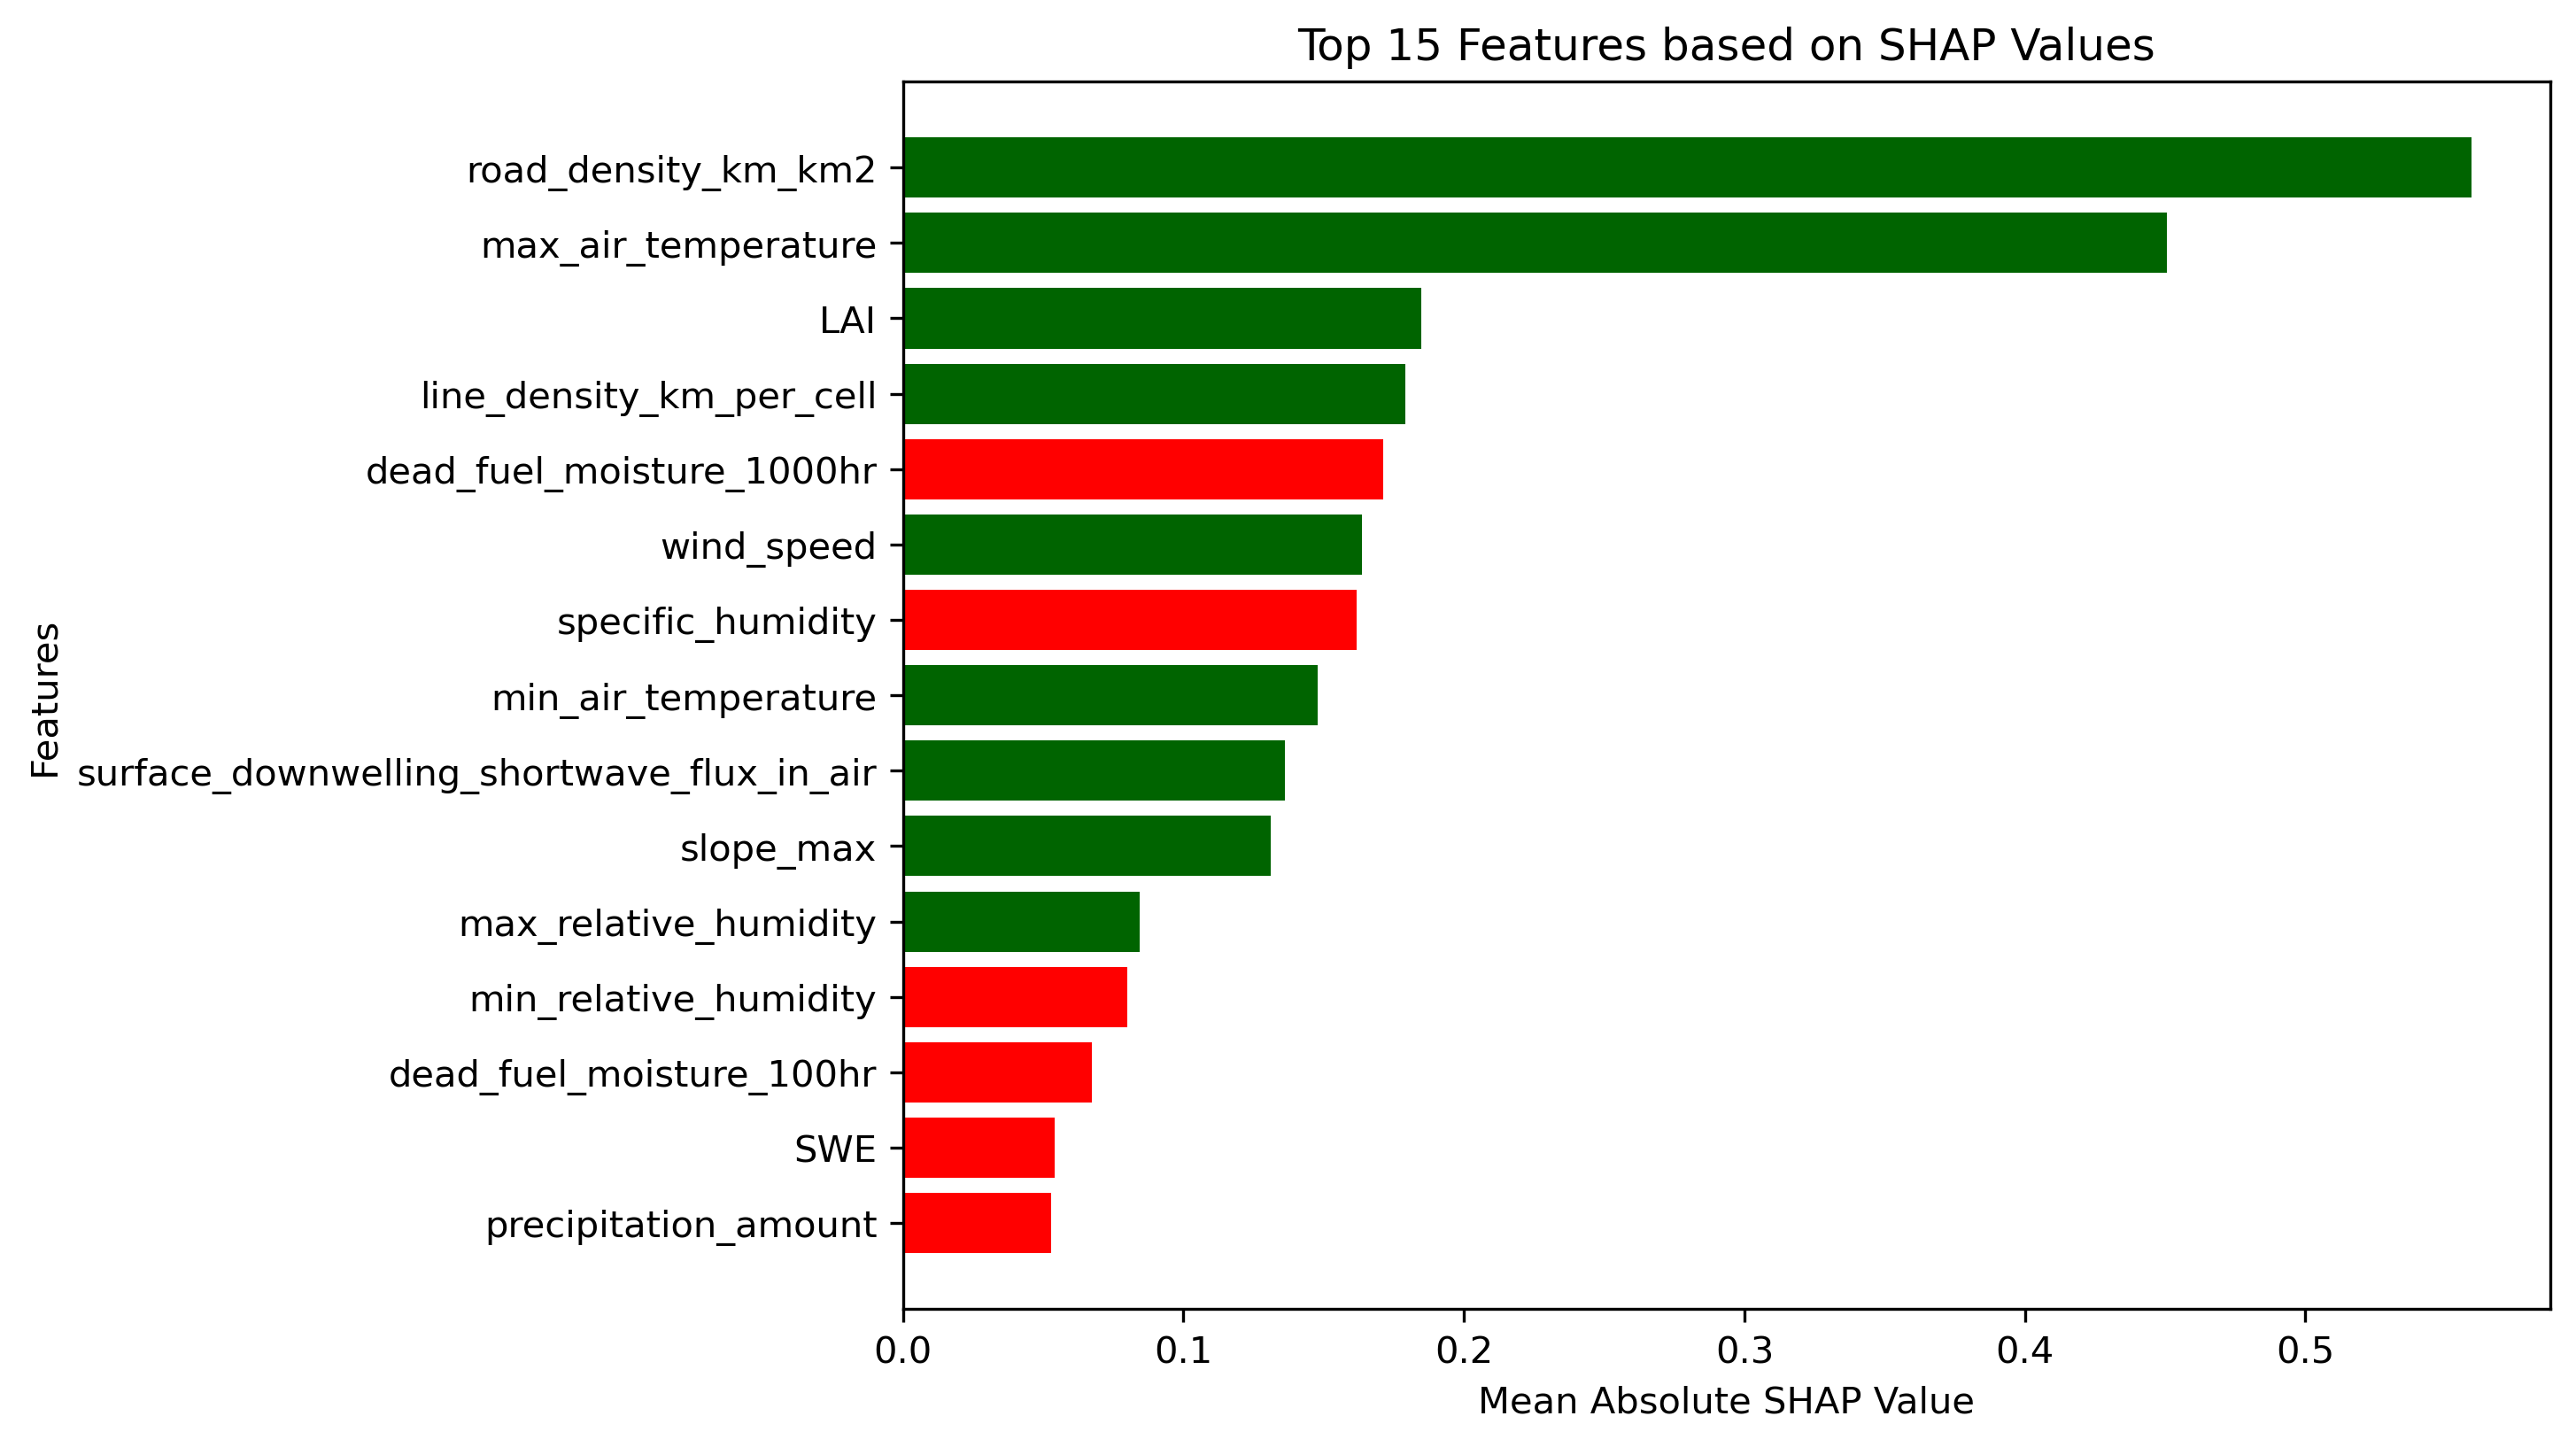 Top 15 Features based on SHAP Values
road_density_km_km2
max_air_temperature
LAI
line_density_km_per_cell
dead_fuel_moisture_1000hr
wind_speed
specific_humidity
min_air_temperature
surface_downwelling_shortwave_flux_in_air
slope_max
max_relative_humidity
min_relative_humidity
dead_fuel_moisture_100hr
SWE
precipitation_amount
Features
0.0 0.1 0.2 0.3 0.4 0.5
Mean Absolute SHAP Value